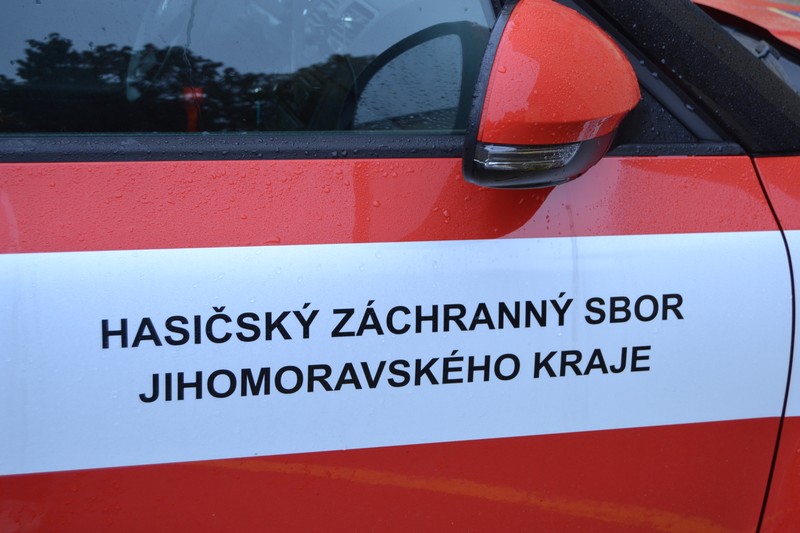 HASIČSKÝ ZÁCHRANNÝ SBOR
JIHOMORAVSKÉHO KRAJE